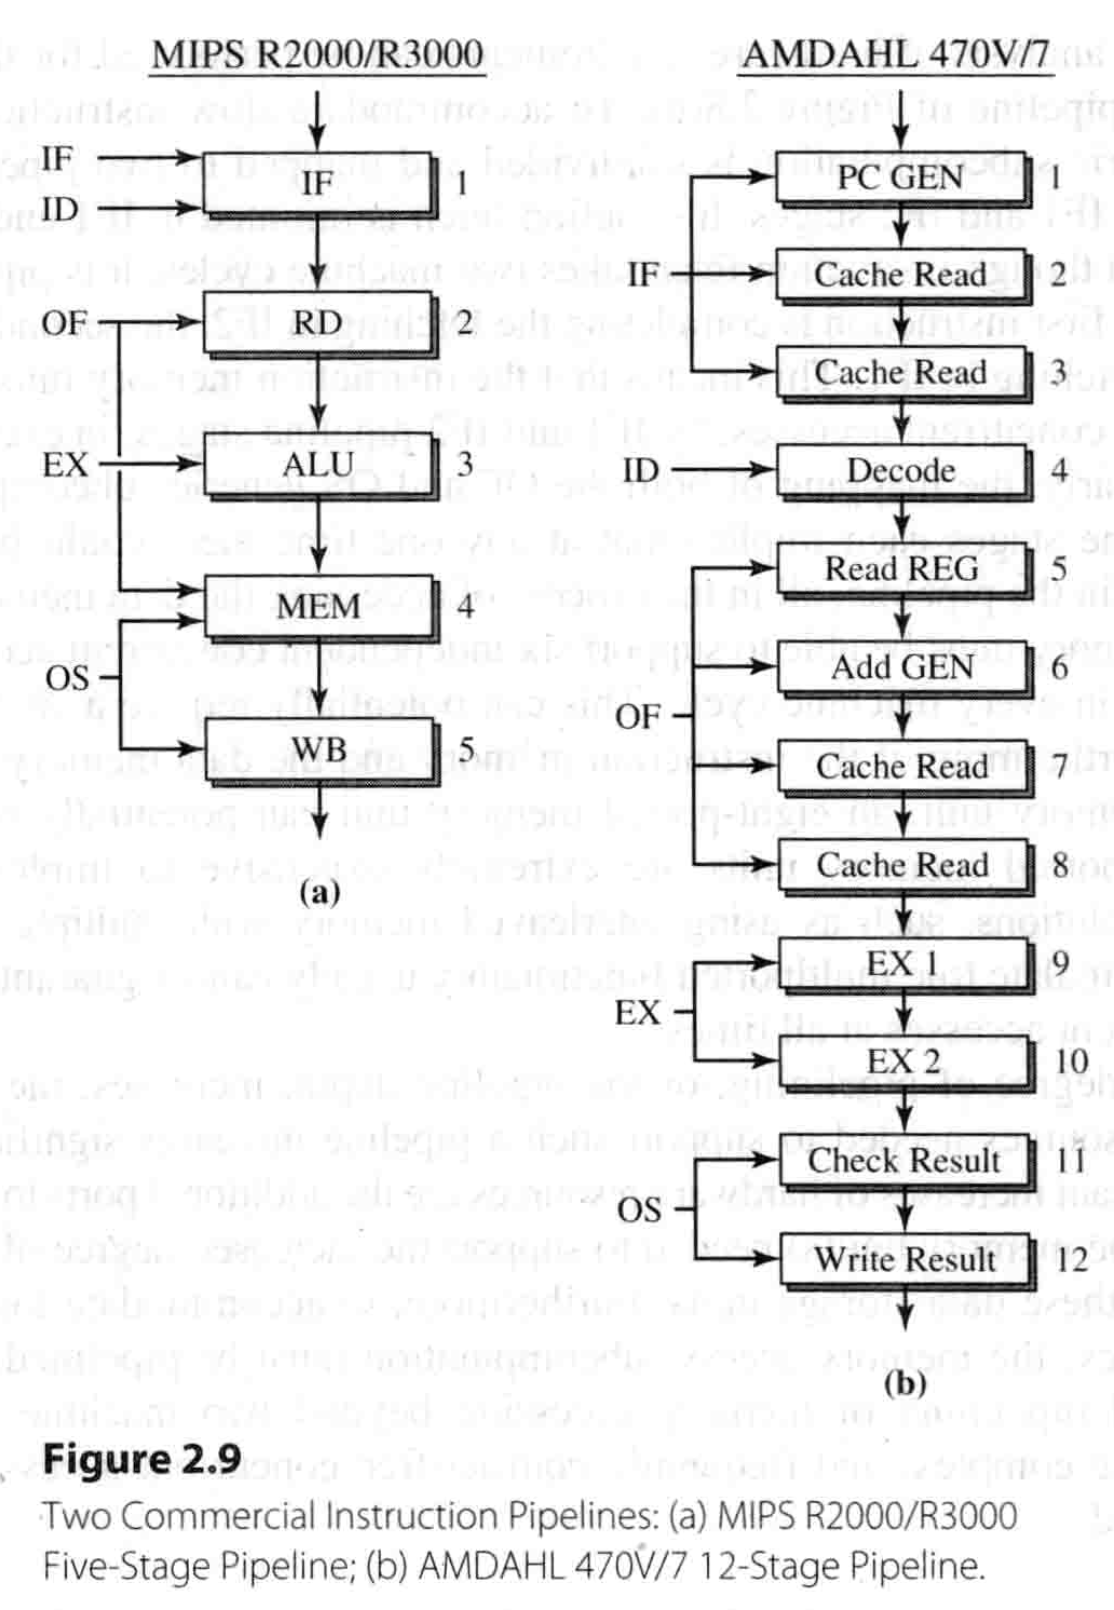 MIPS R2000/R3000
IF
ID
IF 1
OF
RD 2
EX
ALU 3
MEM 4
OS
WB 5
(a)
AMDAHL 470V/7
PC GEN 1
IF
Cache Read 2
Cache Read 3
ID
Decode 4
Read REG 5
Add GEN 6
OF
Cache Read 7
Cache Read 8
EX 1 9
EX
EX 2 10
Check Result 11
OS
Write Result 12
(b)
Figure 2.9
Two Commercial Instruction Pipelines: (a) MIPS R2000/R3000
Five-Stage Pipeline; (b) AMDAHL 470V/7 12-Stage Pipeline.